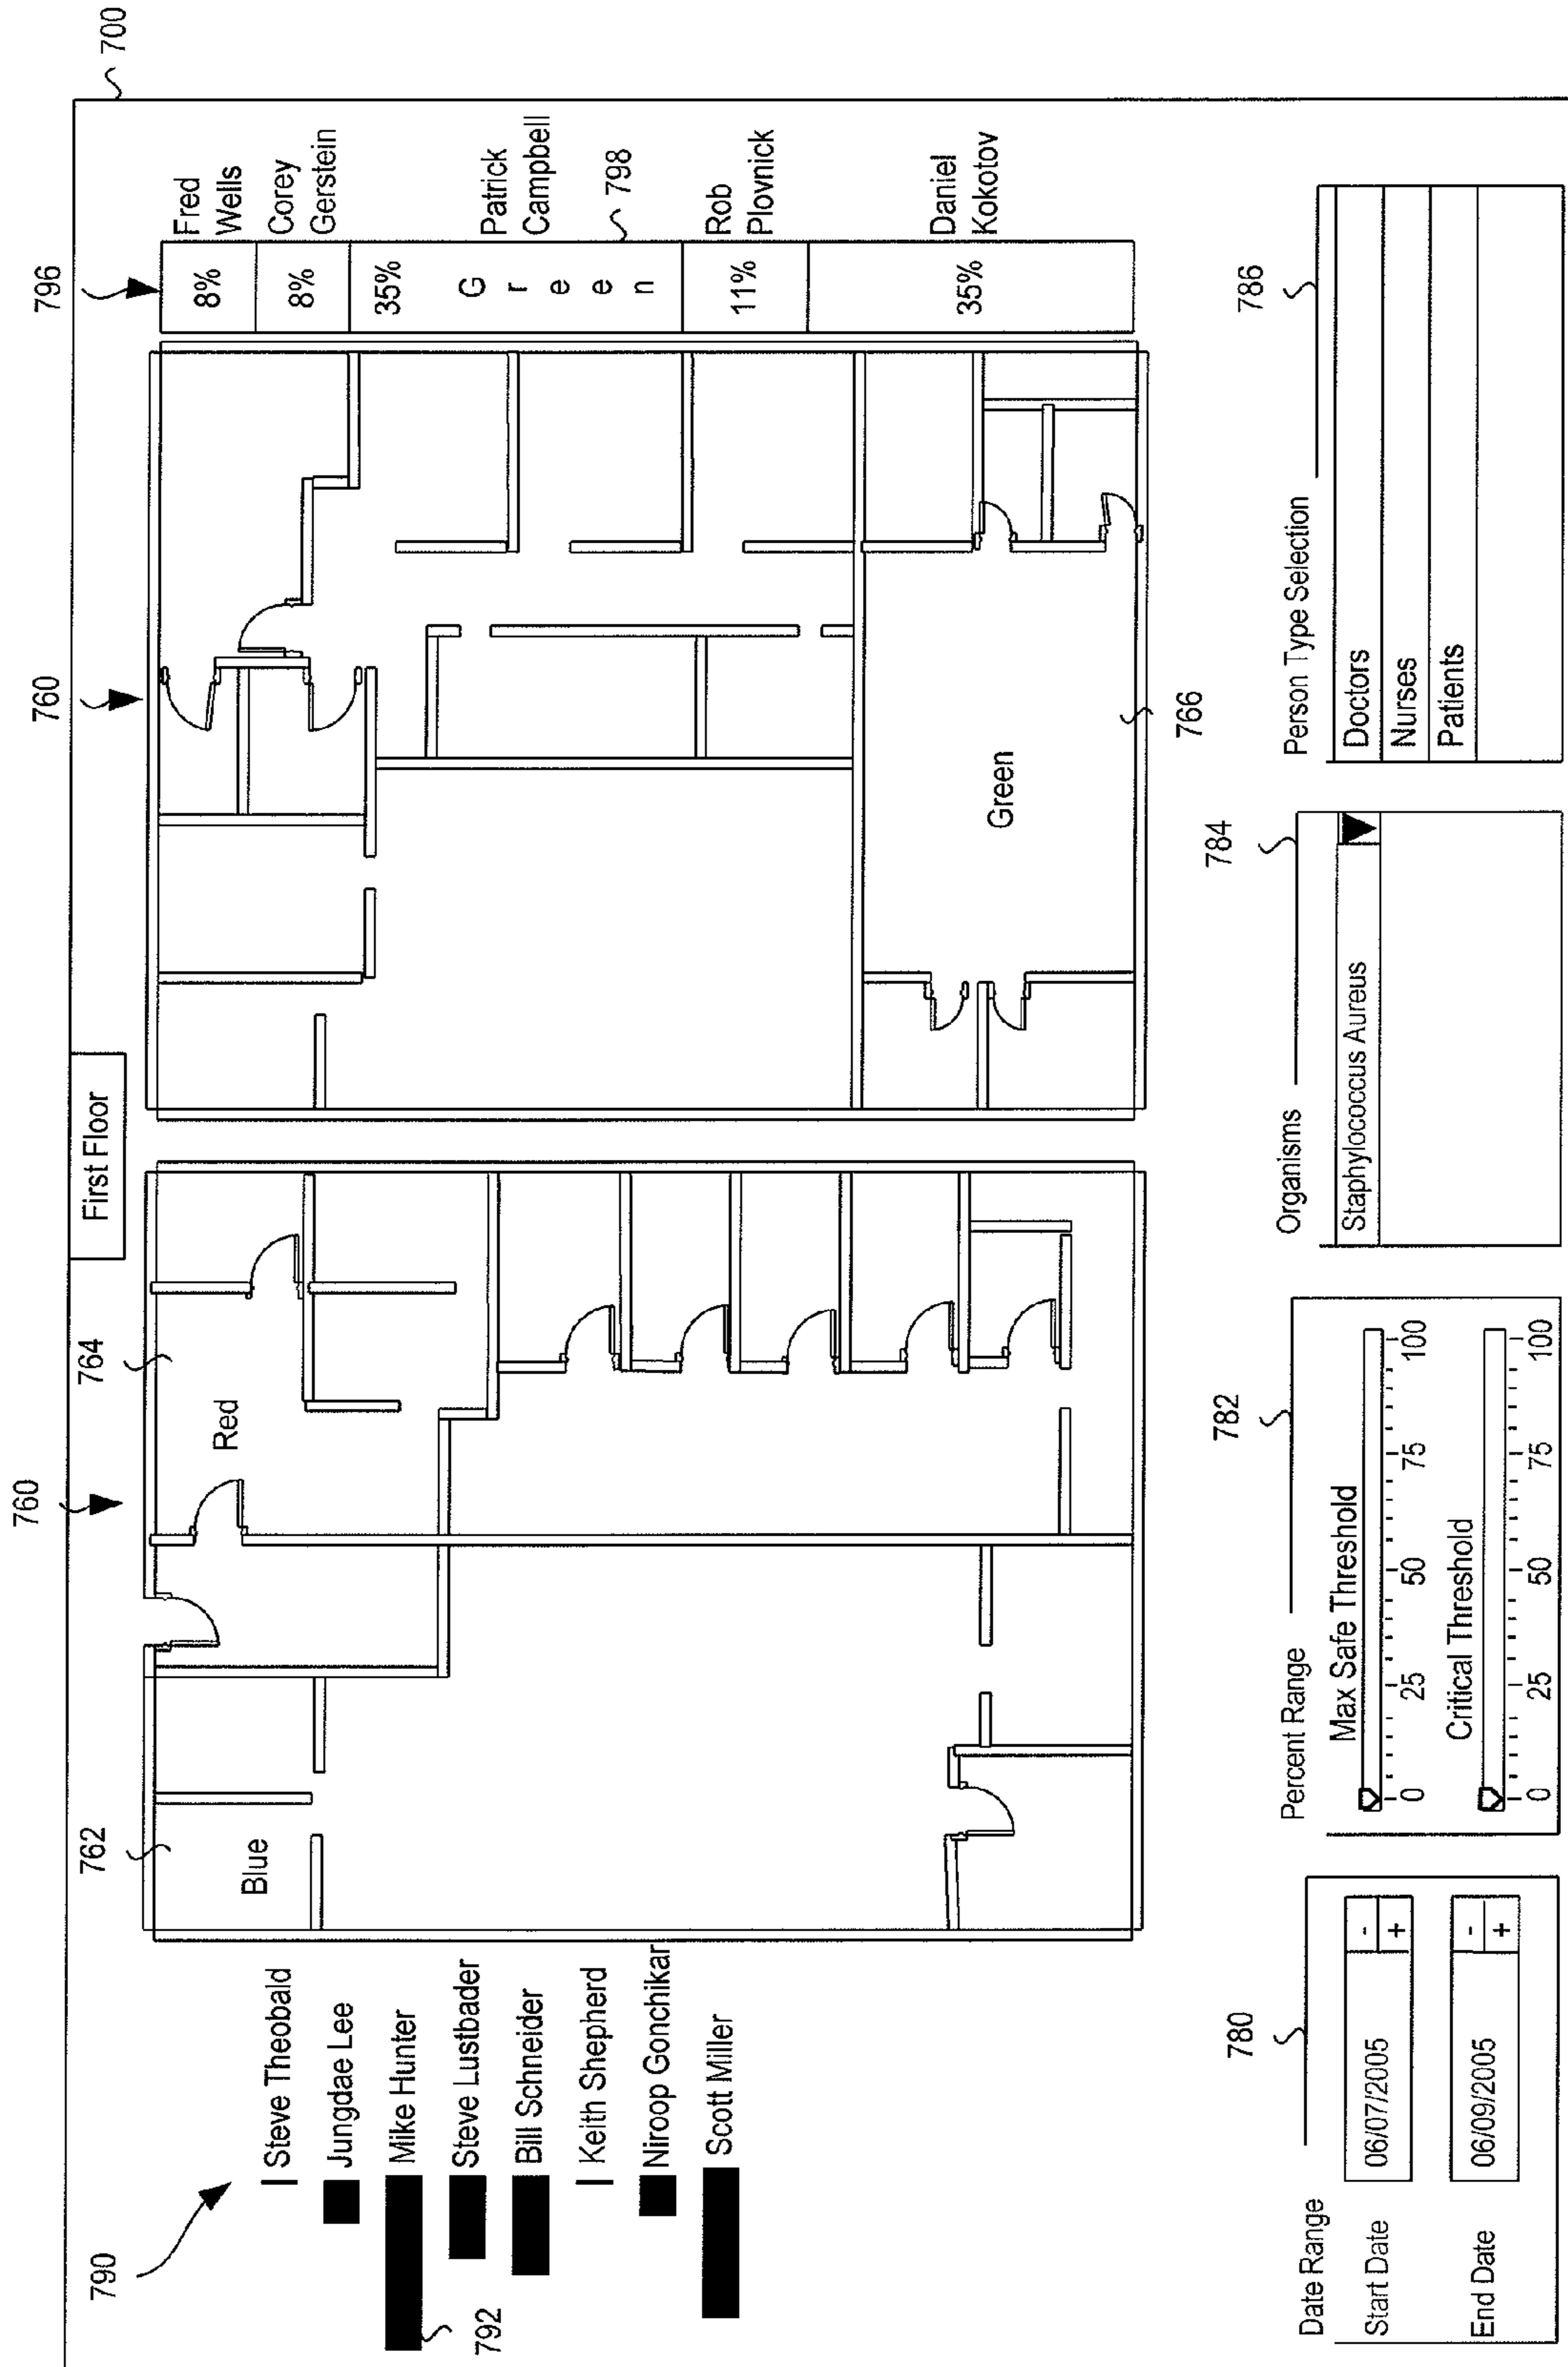 700
First Floor
760
760
796
790
762
Blue
764
Red
Green
766
Steve Theobald
Jungdae Lee
Mike Hunter
792
Steve Lustbader
Bill Schneider
Keith Shepherd
Niroop Gonchikar
Scott Miller
8%
Fred
Wells
8%
Corey
Gerstein
35%
Green
Patrick
Campbell
798
11%
Rob
Plovnick
35%
Daniel
Kokotov
780
Date Range
Start Date
06/07/2005
-
+
End Date
06/09/2005
-
+
782
Percent Range
Max Safe Threshold
0 25 50 75 100
Critical Threshold
0 25 50 75 100
784
Organisms
Staphylococcus Aureus
786
Person Type Selection
Doctors
Nurses
Patients